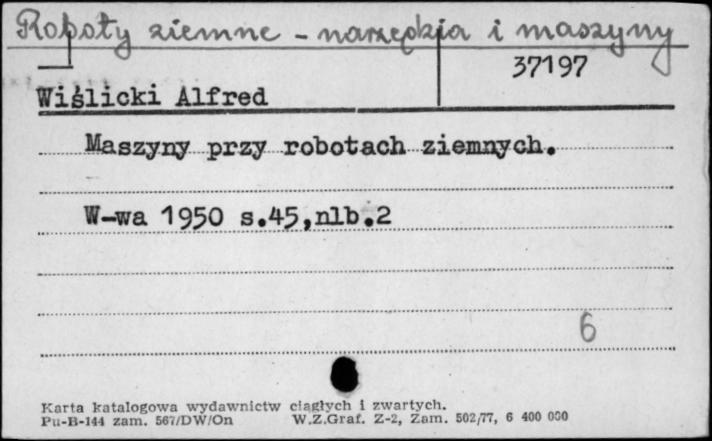 Roboty ziemne - narzędzia i maszyny
37197
Wiślicki Alfred
Maszyny przy robotach ziemnych.
W-wa 1950 s.45,nlb.2
6
Karta katalogowa wydawnictw ciągłych i zwartych.
Pu-B-144 zam. 567/DW/On W.Z.Graf. Z-2, Zam. 502/77, 6 400 000